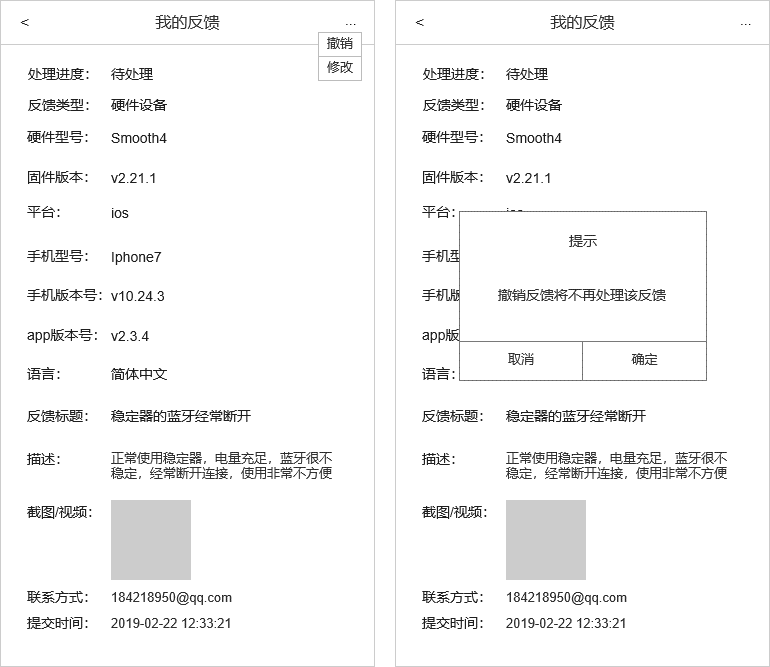 < 我的反馈 ...
撤销
修改
处理进度： 待处理
反馈类型： 硬件设备
硬件型号： Smooth4
固件版本： v2.21.1
平台： ios
手机型号： Iphone7
手机版本号： v10.24.3
app版本号： v2.3.4
语言： 简体中文
反馈标题： 稳定器的蓝牙经常断开
描述： 正常使用稳定器，电量充足，蓝牙很不
稳定，经常断开连接，使用非常不方便
截图/视频：
联系方式： 184218950@qq.com
提交时间： 2019-02-22 12:33:21
< 我的反馈 ...
处理进度： 待处理
反馈类型： 硬件设备
硬件型号： Smooth4
固件版本： v2.21.1
平台：
提示
手机型
撤销反馈将不再处理该反馈
手机版
app版
取消 确定
语言：
反馈标题： 稳定器的蓝牙经常断开
描述： 正常使用稳定器，电量充足，蓝牙很不
稳定，经常断开连接，使用非常不方便
截图/视频：
联系方式： 184218950@qq.com
提交时间： 2019-02-22 12:33:21